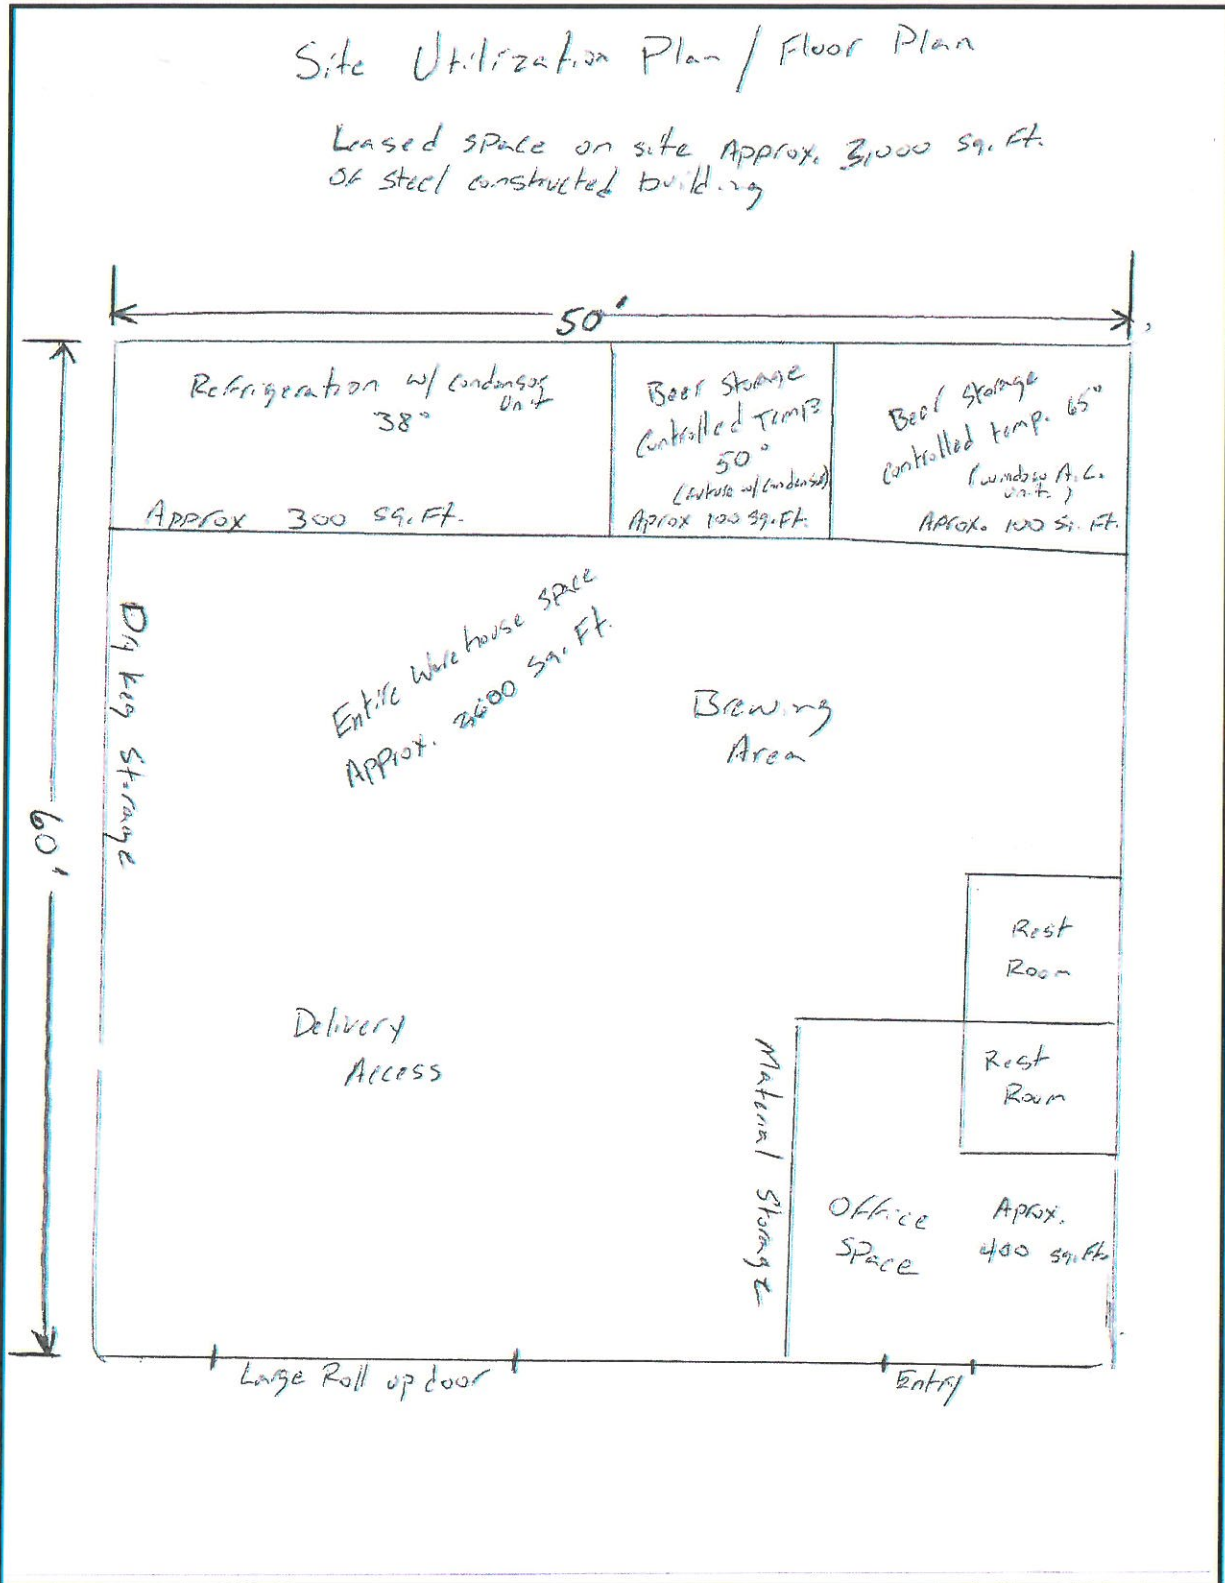 Site Utilization Plan / Floor Plan
Leased space on site Approx. 3,000 sq. Ft.
of steel constructed building
50'
Refrigeration w/ condensor
Unit
38°
Approx 300 sq. Ft.
Beer Storage
Controlled Temp
50°
(future w/ condensor)
Aprox 100 sq. Ft.
Beer Storage
controlled temp. 65°
(window A.C.
unit)
Aprox. 100 s. Ft.
60'
Dry keg Storage
Entire Warehouse space
Approx. 2600 sq. Ft.
Brewing
Area
Delivery
Access
Material Storage
Rest
Room
Rest
Room
Office
Space
Aprox.
400 sq. Ft.
Large Roll up door
Entry